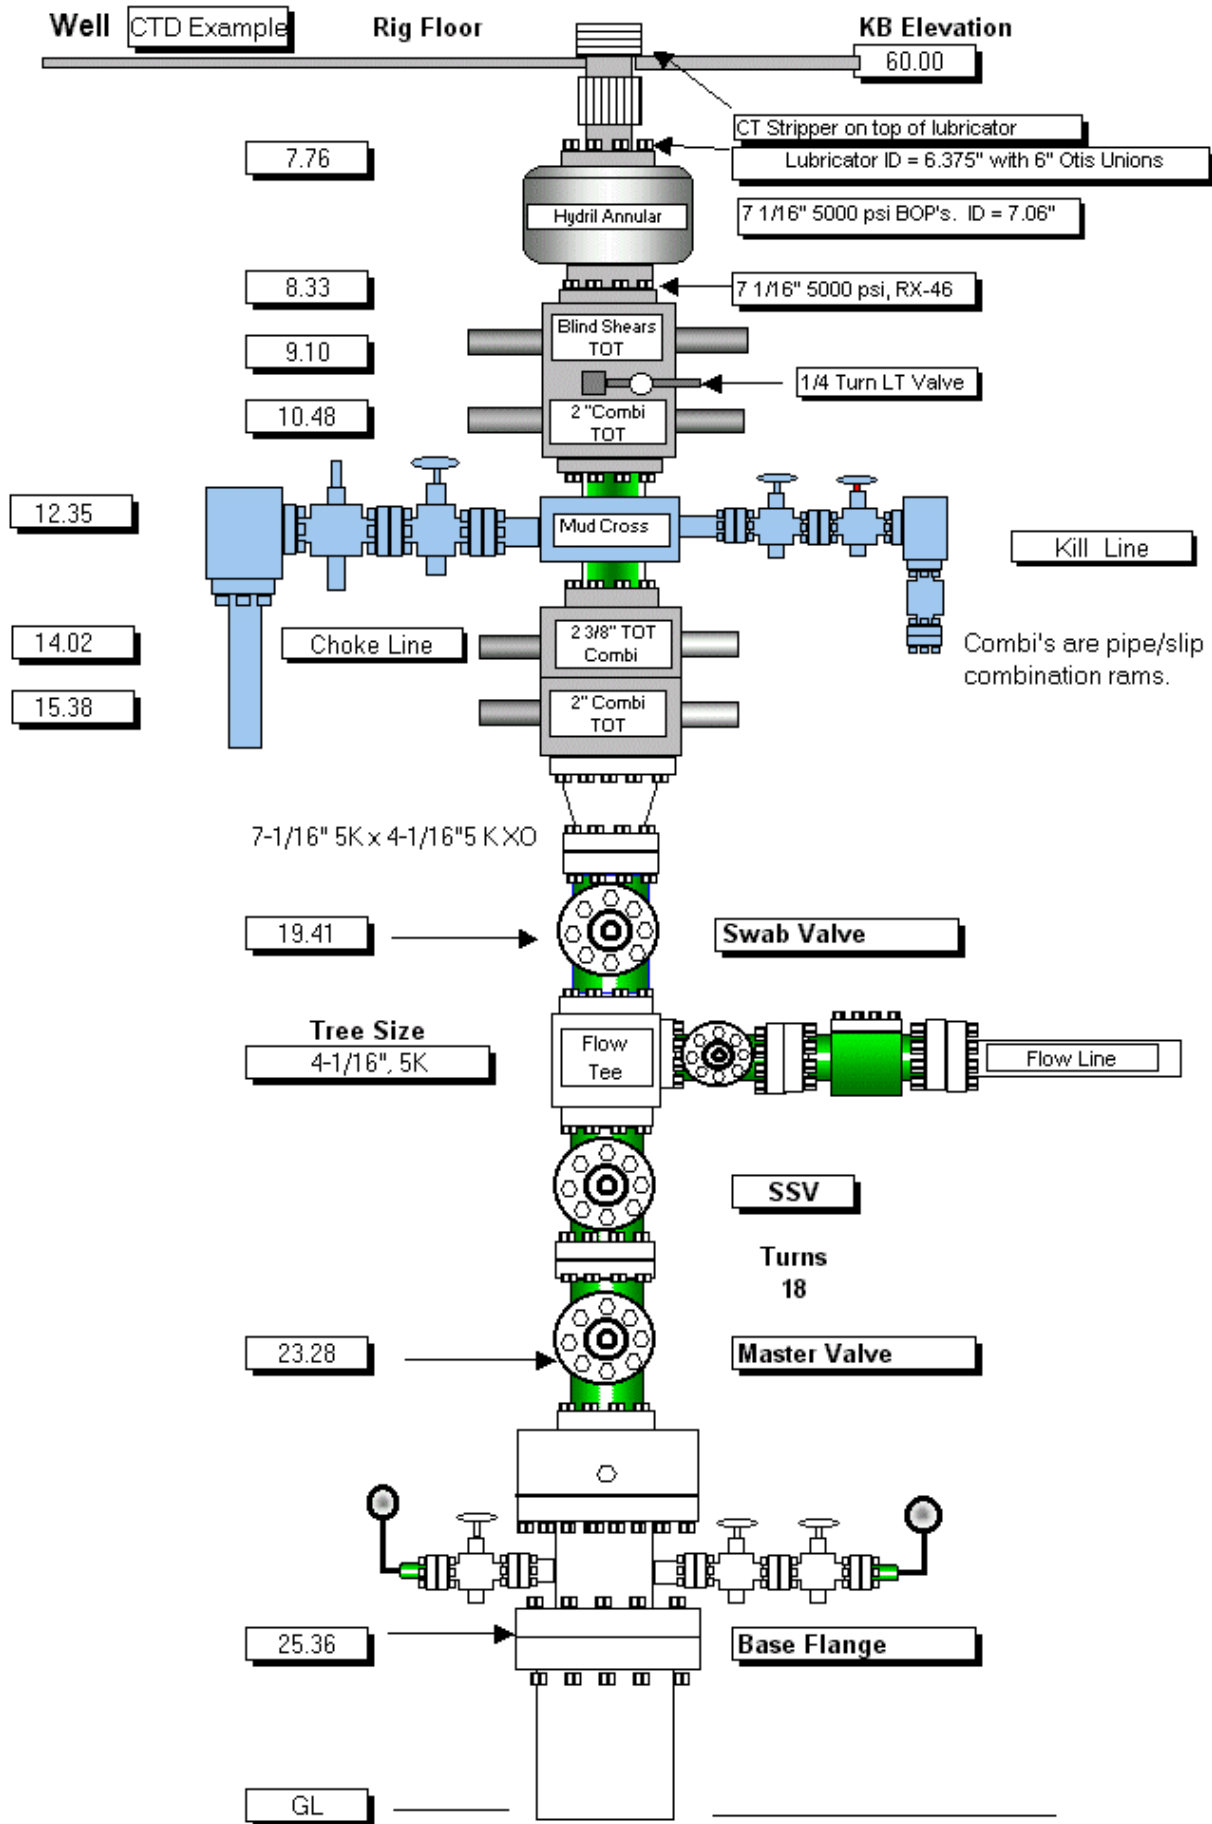 Well CTD Example Rig Floor KB Elevation
60.00
CT Stripper on top of lubricator
7.76
Lubricator ID = 6.375" with 6" Otis Unions
Hydril Annular
7 1/16" 5000 psi BOP's. ID = 7.06"
8.33
7 1/16" 5000 psi, RX-46
Blind Shears
TOT
9.10
1/4 Turn LT Valve
10.48
2 "Combi
TOT
12.35
Mud Cross
Kill Line
14.02
Choke Line
2 3/8" TOT
Combi
Combi's are pipe/slip
combination rams.
15.38
2" Combi
TOT
7-1/16" 5K x 4-1/16"5 K XO
19.41
Swab Valve
Tree Size
4-1/16", 5K
Flow
Tee
Flow Line
SSV
Turns
18
23.28
Master Valve
25.36
Base Flange
GL